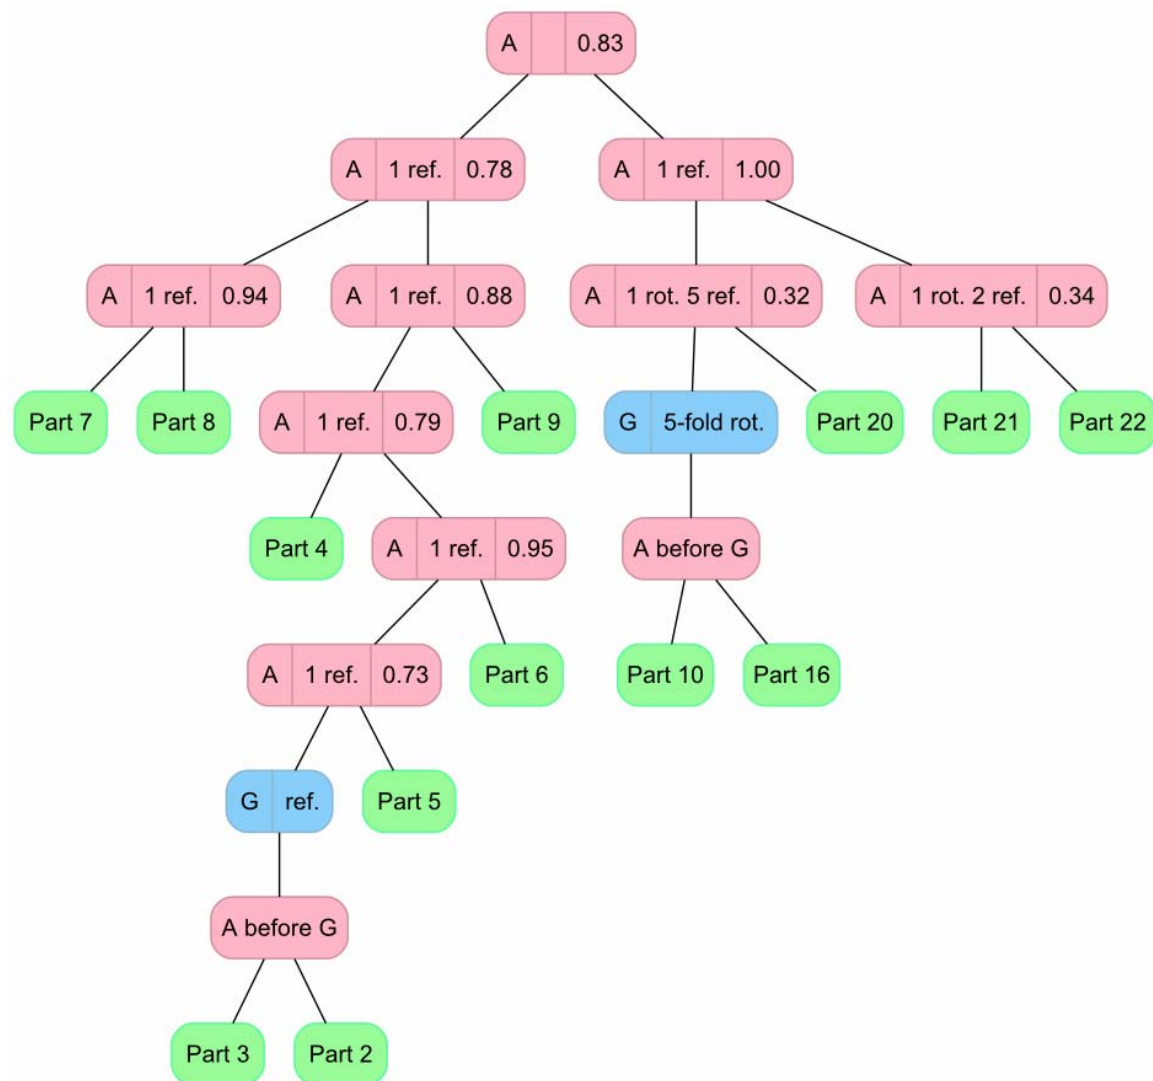 A 0.83
A 1 ref. 0.78
A 1 ref. 1.00
A 1 ref. 0.94
A 1 ref. 0.88
A 1 rot. 5 ref. 0.32
A 1 rot. 2 ref. 0.34
Part 7
Part 8
A 1 ref. 0.79
Part 9
G 5-fold rot.
Part 20
Part 21
Part 22
Part 4
A 1 ref. 0.95
A before G
A 1 ref. 0.73
Part 6
Part 10
Part 16
G ref.
Part 5
A before G
Part 3
Part 2